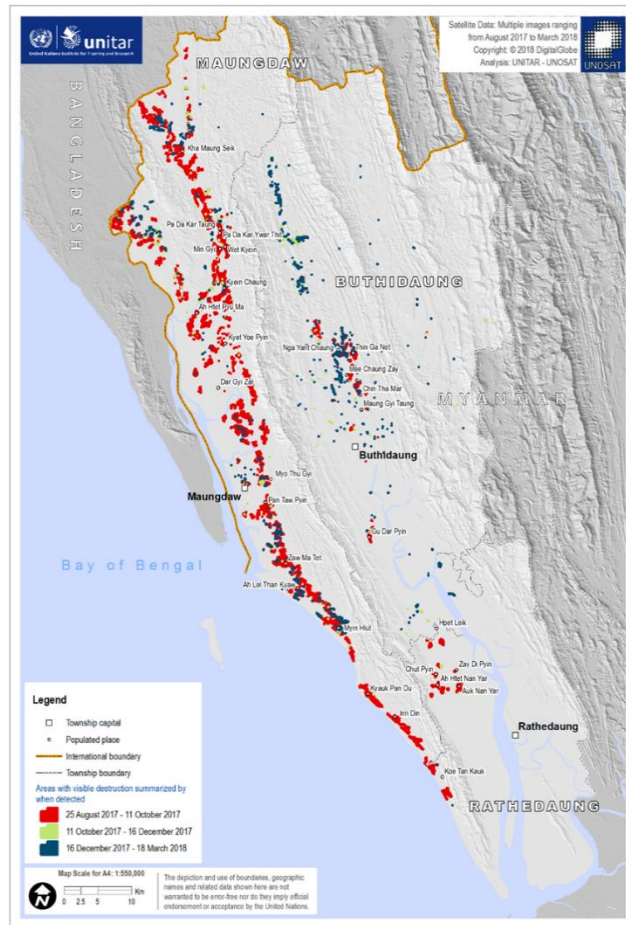 unitar
United Nations Institute for Training and Research
Satellite Data: Multiple images ranging
from August 2017 to March 2018
Copyright: © 2018 DigitalGlobe
Analysis: UNITAR - UNOSAT
UNOSAT
MAUNGDAW
BANGLADESH
Kha Maung Seik
Pa Da Kar Taung
Pa Da Kar Ywar Thit
Min Gyi
Wet Kyein
Kyein Chaung
BUTHIDAUNG
Ah Htet Pyu Ma
Kyet Yoe Pyin
Nga Yant Chaung
Thin Ga Net
Mee Chaung Zay
Dar Gyi Zar
Chin Tha Mar
MYANMAR
Maung Gyi Taung
Buthidaung
Myo Thu Gyi
Maungdaw
Pan Taw Pyin
Gu Dar Pyin
Bay of Bengal
Zaw Ma Tet
Ah Lei Than Kyaw
Myin Hlut
Hpet Leik
Chut Pyin
Zay Di Pyin
Ah Htet Nan Yar
Auk Nan Yar
Kyauk Pan Du
Inn Din
Rathedaung
Koe Tan Kauk
RATHEDAUNG
Legend
Township capital
Populated place
International boundary
Township boundary
Areas with visible destruction summarized by
when detected
25 August 2017 - 11 October 2017
11 October 2017 - 16 December 2017
16 December 2017 - 18 March 2018
Map Scale for A4: 1:550,000
Km
0 2.5 5 10
The depiction and use of boundaries, geographic
names and related data shown here are not
warranted to be error-free nor do they imply official
endorsement or acceptance by the United Nations.